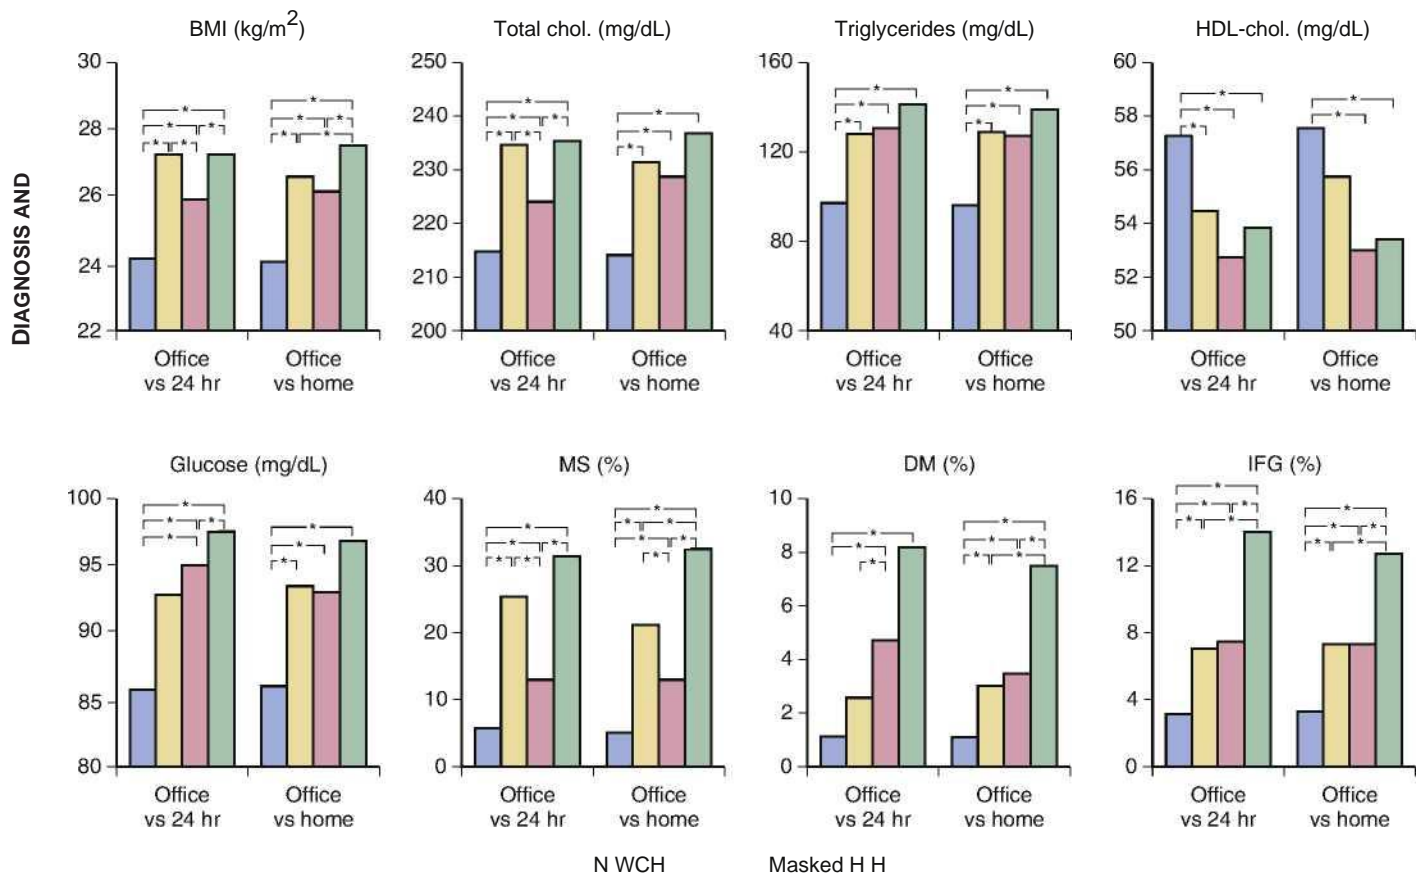 BMI (kg/m²)
30
28
26
24
22
Office
vs 24 hr
Office
vs home
Total chol. (mg/dL)
250
240
230
220
210
200
Office
vs 24 hr
Office
vs home
Triglycerides (mg/dL)
160
120
80
40
Office
vs 24 hr
Office
vs home
HDL-chol. (mg/dL)
60
58
56
54
52
50
Office
vs 24 hr
Office
vs home
DIAGNOSIS AND
Glucose (mg/dL)
100
95
90
85
80
Office
vs 24 hr
Office
vs home
MS (%)
40
30
20
10
0
Office
vs 24 hr
Office
vs home
DM (%)
10
8
6
4
2
0
Office
vs 24 hr
Office
vs home
IFG (%)
16
12
8
4
0
Office
vs 24 hr
Office
vs home
N WCH Masked H H